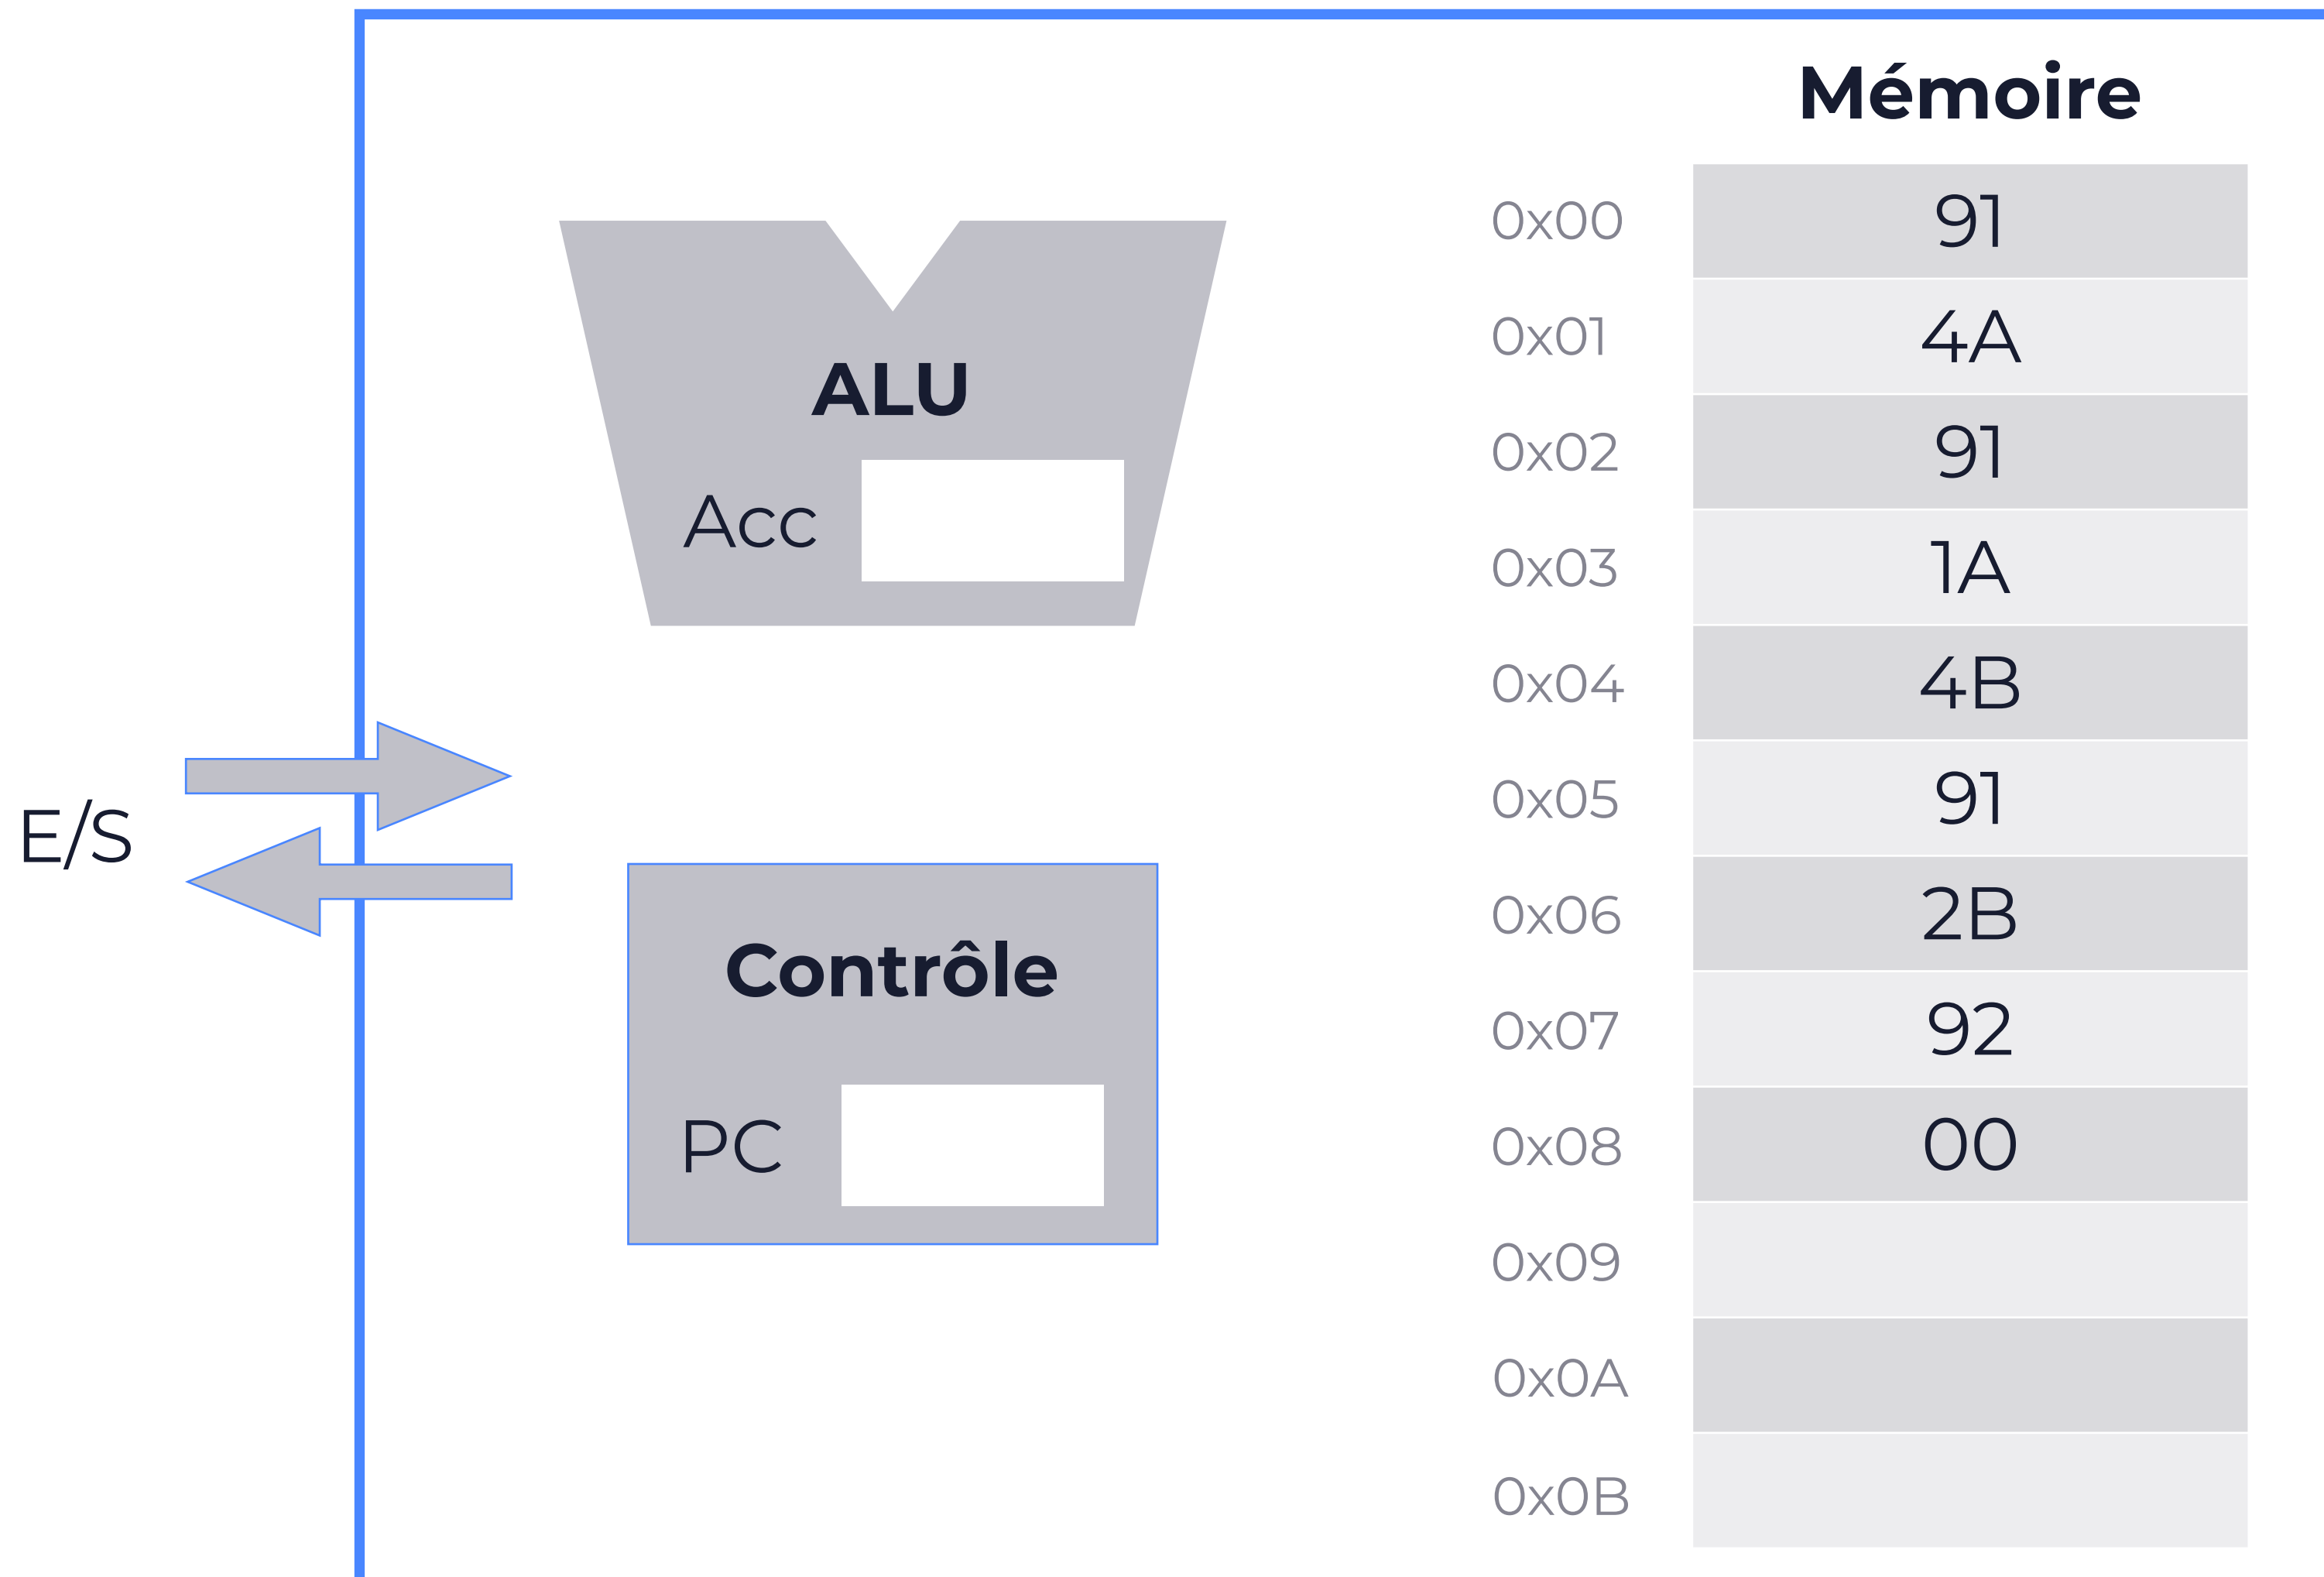 Mémoire
0x00 91
0x01 4A
ALU
0x02 91
Acc
0x03 1A
0x04 4B
0x05 91
E/S
0x06 2B
Contrôle
0x07 92
PC
0x08 00
0x09
0x0A
0x0B